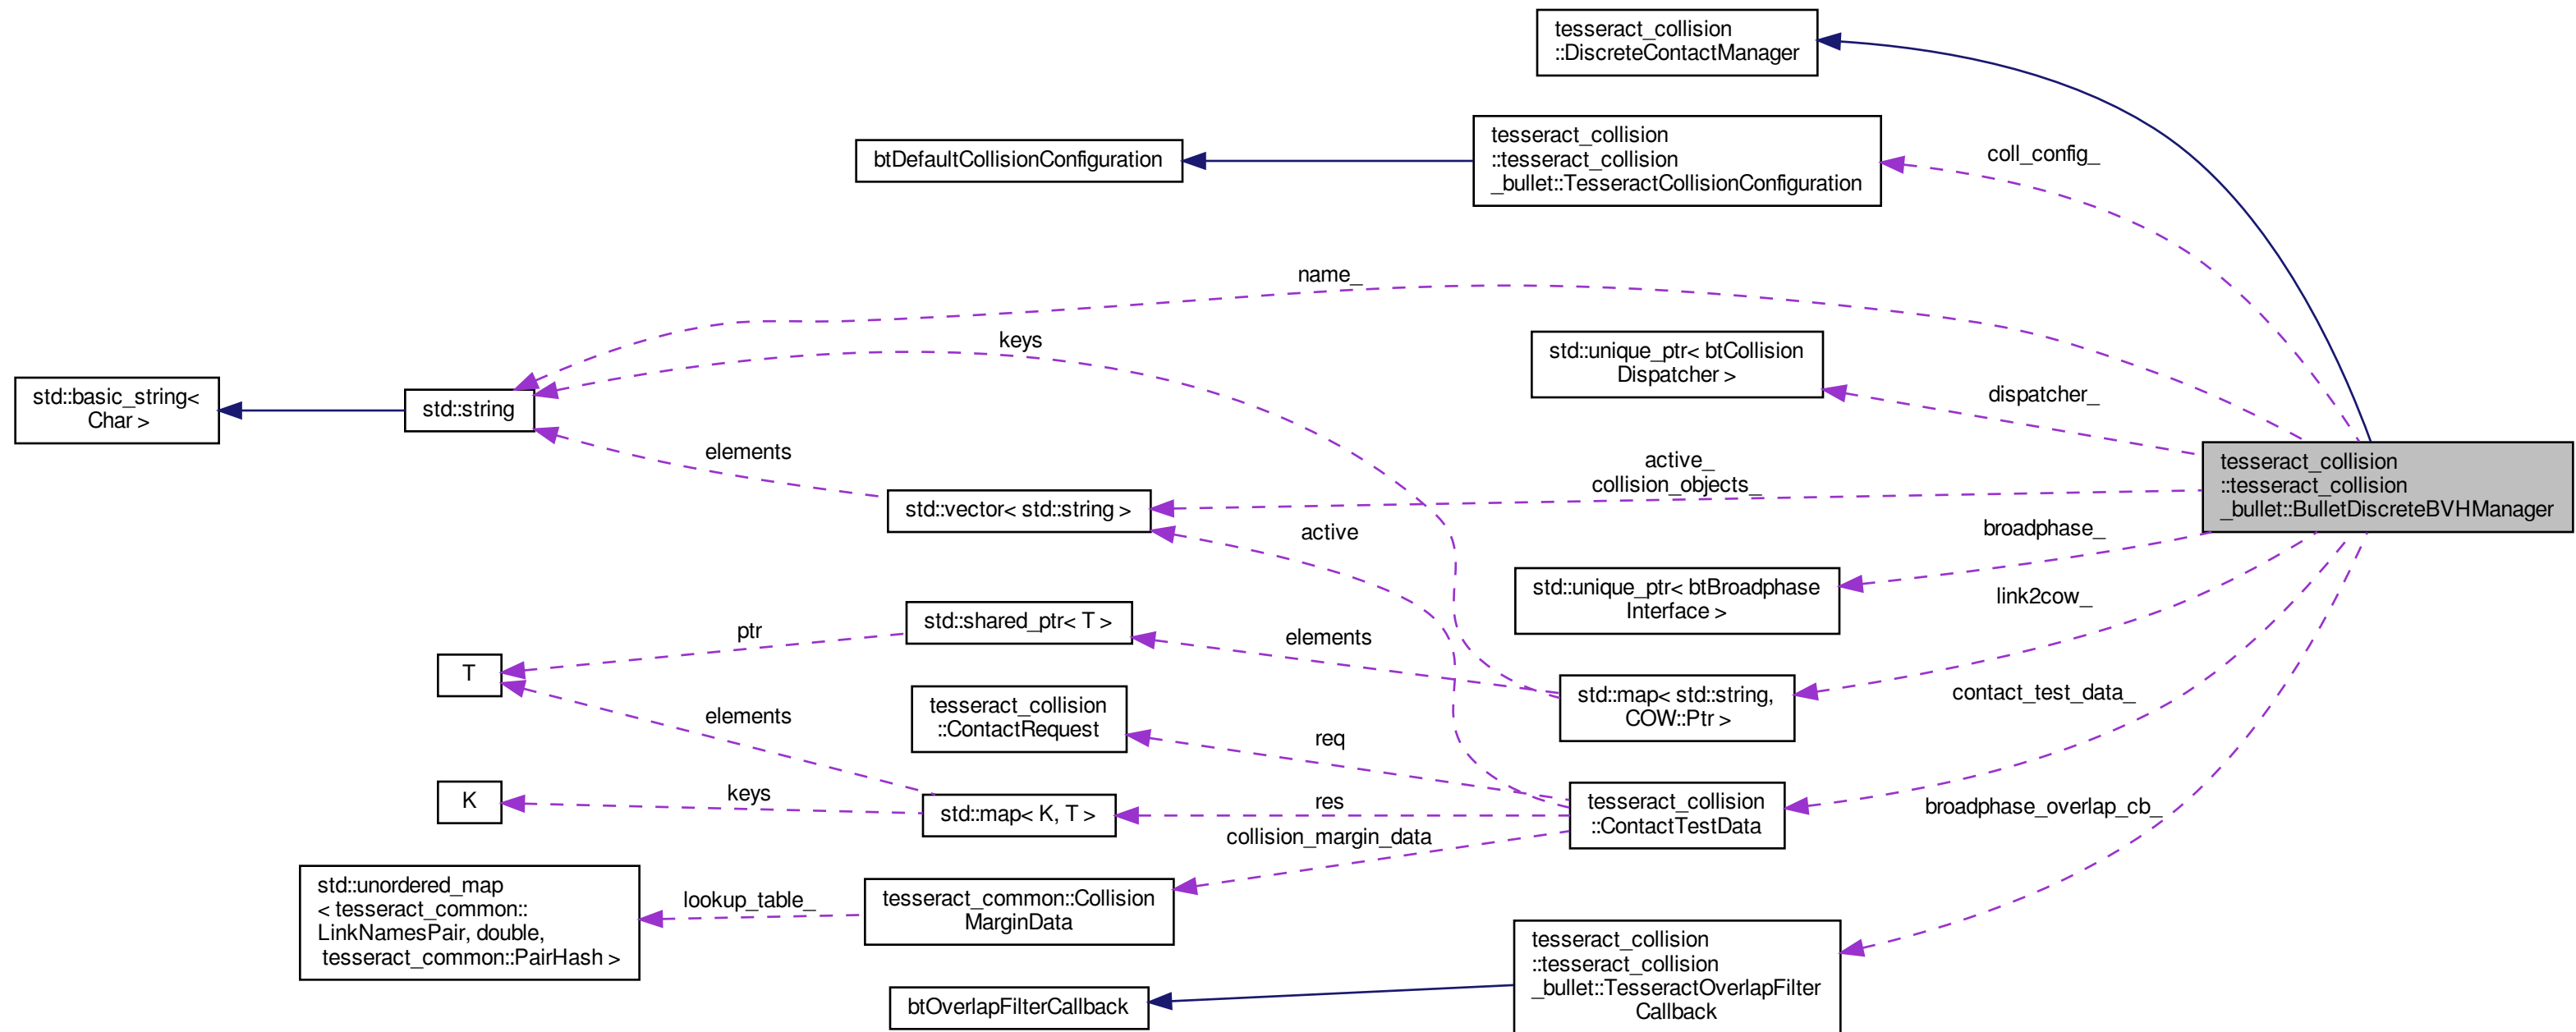 tesseract_collision
::DiscreteContactManager
btDefaultCollisionConfiguration
tesseract_collision
::tesseract_collision
_bullet::TesseractCollisionConfiguration
coll_config_
name_
keys
std::unique_ptr< btCollision
Dispatcher >
dispatcher_
std::basic_string<
Char >
std::string
elements
std::vector< std::string >
active_
collision_objects_
tesseract_collision
::tesseract_collision
_bullet::BulletDiscreteBVHManager
active
broadphase_
std::unique_ptr< btBroadphase
Interface >
link2cow_
std::shared_ptr< T >
ptr
T
elements
std::map< std::string,
COW::Ptr >
contact_test_data_
tesseract_collision
::ContactRequest
req
elements
K
keys
std::map< K, T >
res
tesseract_collision
::ContactTestData
broadphase_overlap_cb_
collision_margin_data
std::unordered_map
< tesseract_common::
LinkNamesPair, double,
tesseract_common::PairHash >
lookup_table_
tesseract_common::Collision
MarginData
tesseract_collision
::tesseract_collision
_bullet::TesseractOverlapFilter
Callback
btOverlapFilterCallback